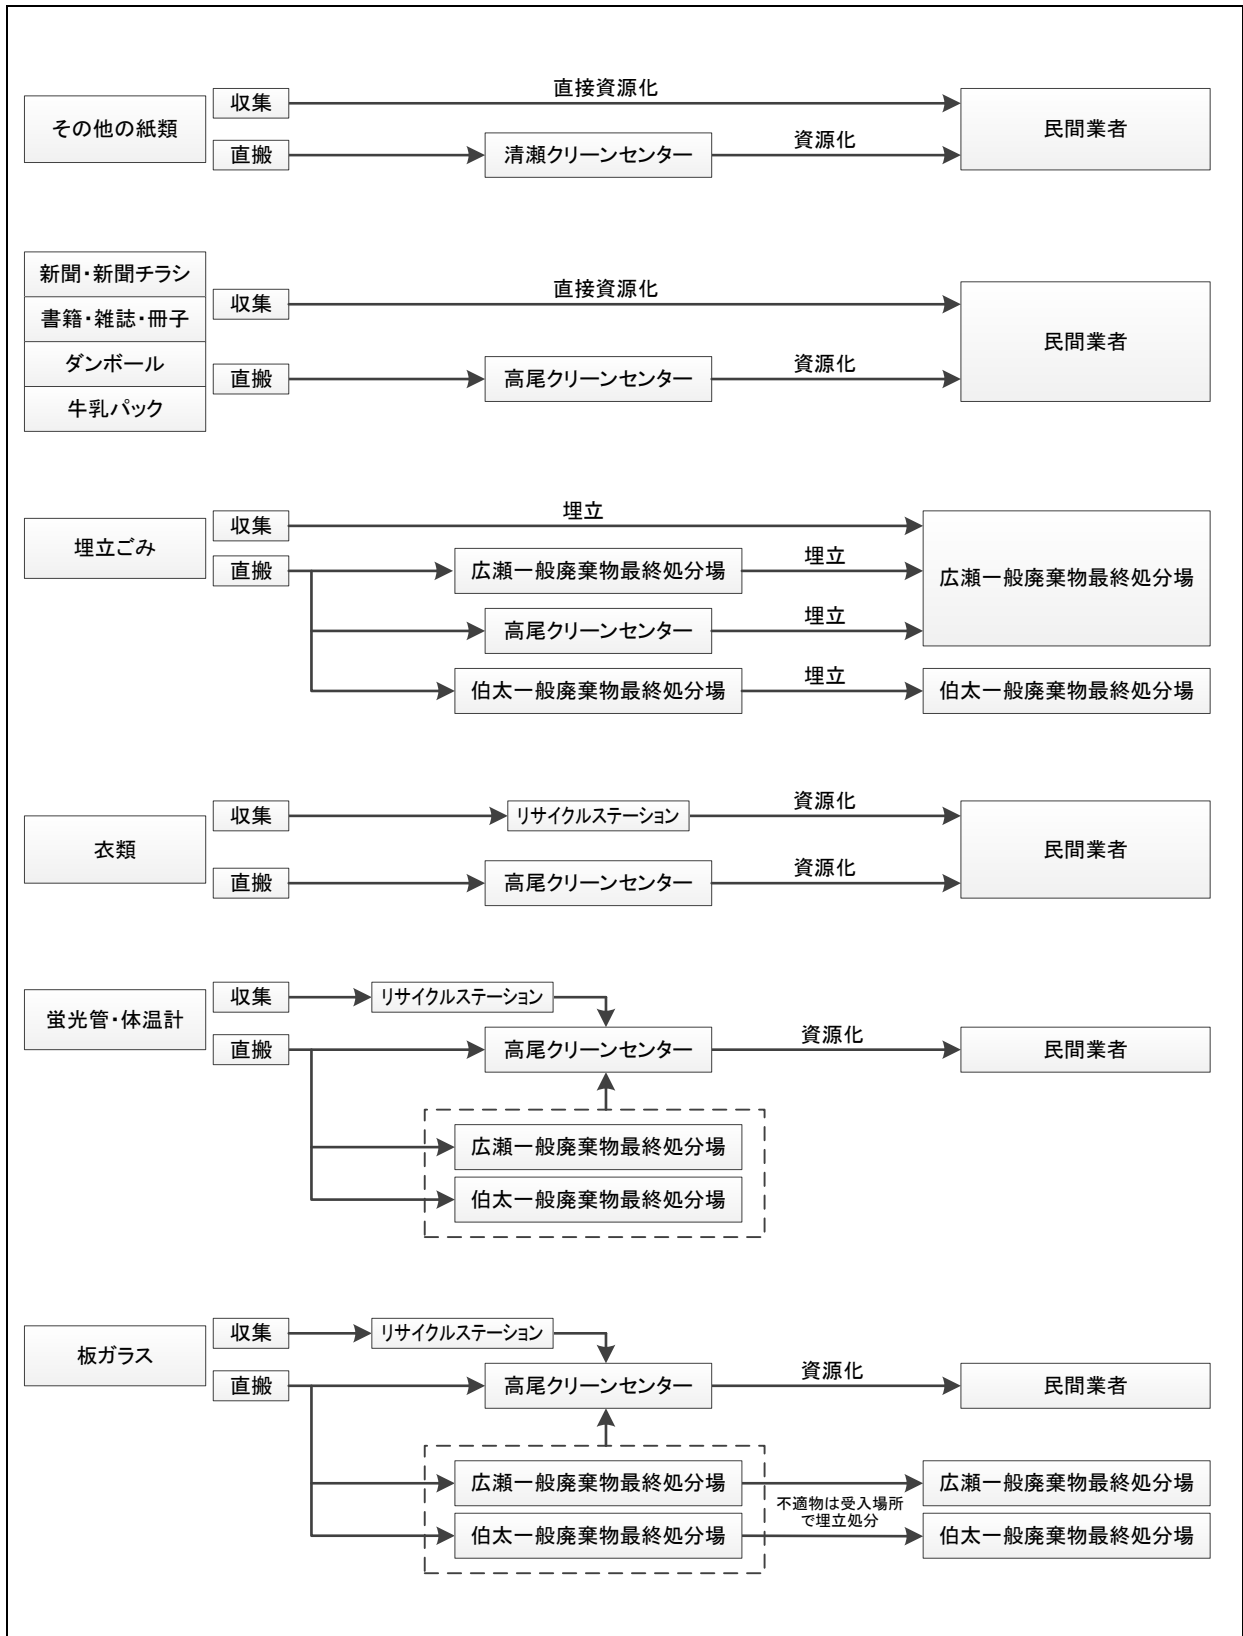 その他の紙類
収集
直接資源化
民間業者
直搬
清瀬クリーンセンター
資源化
新聞・新聞チラシ
書籍・雑誌・冊子
ダンボール
牛乳パック
収集
直接資源化
民間業者
直搬
高尾クリーンセンター
資源化
埋立ごみ
収集
埋立
広瀬一般廃棄物最終処分場
直搬
広瀬一般廃棄物最終処分場
埋立
高尾クリーンセンター
埋立
伯太一般廃棄物最終処分場
埋立
伯太一般廃棄物最終処分場
衣類
収集
リサイクルステーション
資源化
民間業者
直搬
高尾クリーンセンター
資源化
蛍光管・体温計
収集
リサイクルステーション
直搬
高尾クリーンセンター
資源化
民間業者
広瀬一般廃棄物最終処分場
伯太一般廃棄物最終処分場
板ガラス
収集
リサイクルステーション
直搬
高尾クリーンセンター
資源化
民間業者
広瀬一般廃棄物最終処分場
広瀬一般廃棄物最終処分場
不適物は受入場所
で埋立処分
伯太一般廃棄物最終処分場
伯太一般廃棄物最終処分場